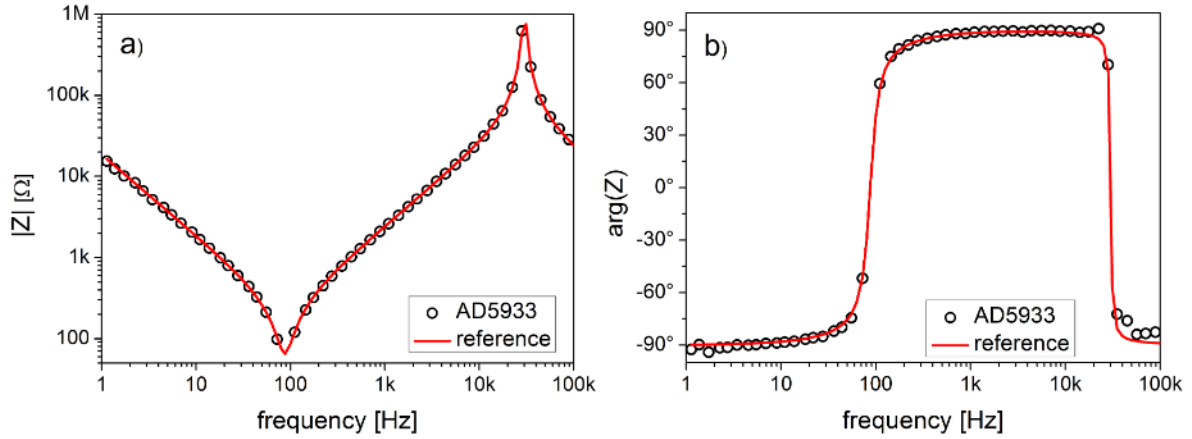 a)
1M
100k
10k
1k
100
|Z| [Ω]
AD5933
reference
1 10 100 1k 10k 100k
frequency [Hz]
b)
90°
60°
30°
0°
-30°
-60°
-90°
arg(Z)
AD5933
reference
1 10 100 1k 10k 100k
frequency [Hz]